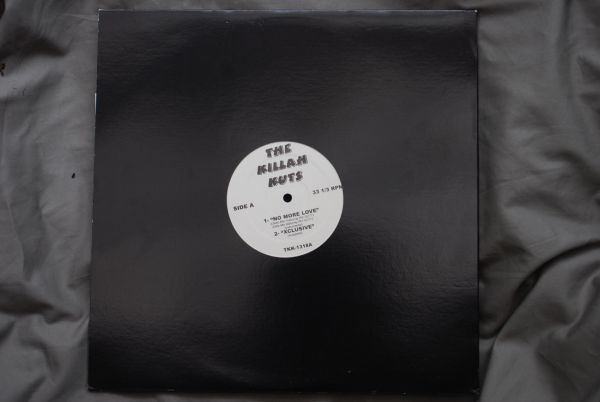 THE
KILLAH
KUTS
SIDE A
33 1/3 RPM
1- "NO MORE LOVE"
2- "XCLUSIVE"
TKK-1318A